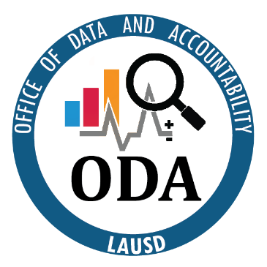 OFFICE OF DATA AND ACCOUNTABILITY
±
ODA
LAUSD